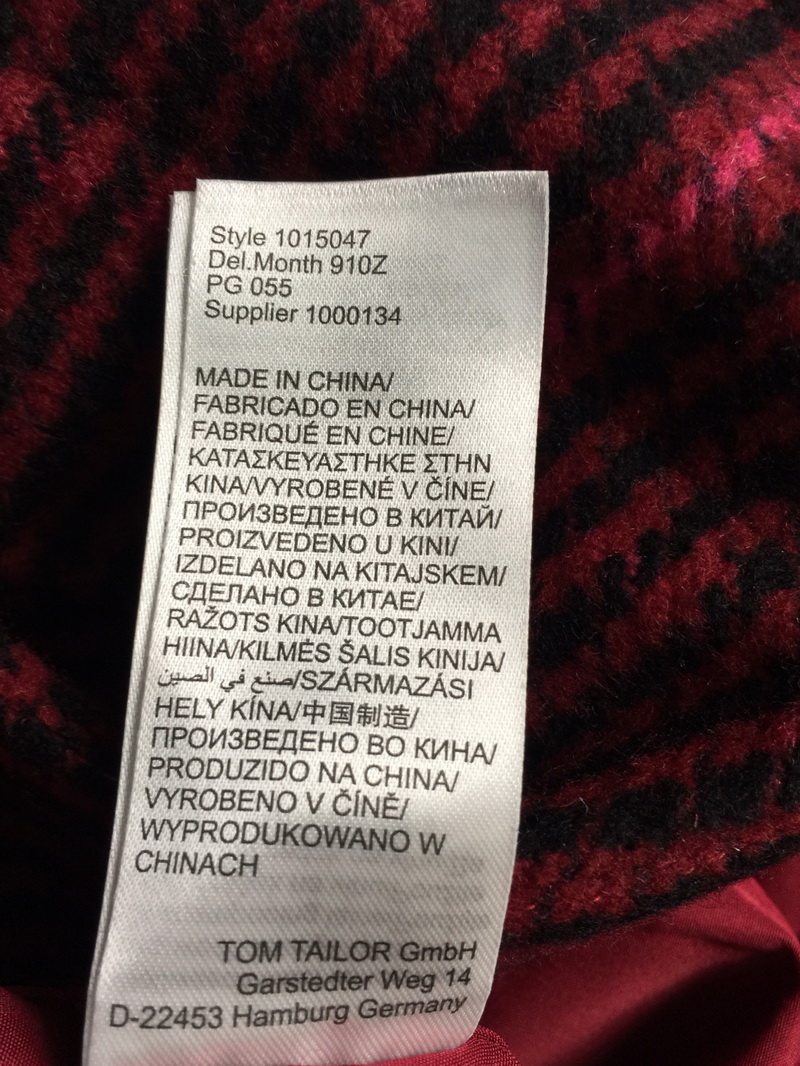 Style 1015047
Del.Month 910Z
PG 055
Supplier 1000134
MADE IN CHINA/
FABRICADO EN CHINA/
FABRIQUÉ EN CHINE/
ΚΑΤΑΣΚΕΥΑΣΤΗΚΕ ΣΤΗΝ
KINA/VYROBENÉ V ČÍNE/
ПРОИЗВЕДЕНО В КИТАЙ/
PROIZVEDENO U KINI/
IZDELANO NA KITAJSKEM/
СДЕЛАНО В КИТАЕ/
RAŽOTS KINA/TOOTJAMMA
HIINA/KILMĖS ŠALIS KINIJA/
صنع في الصين/SZÁRMAZÁSI
HELY KÍNA/中国制造/
ПРОИЗВЕДЕНО ВО КИНА/
PRODUZIDO NA CHINA/
VYROBENO V ČÍNĚ/
WYPRODUKOWANO W
CHINACH
TOM TAILOR GmbH
Garstedter Weg 14
D-22453 Hamburg Germany